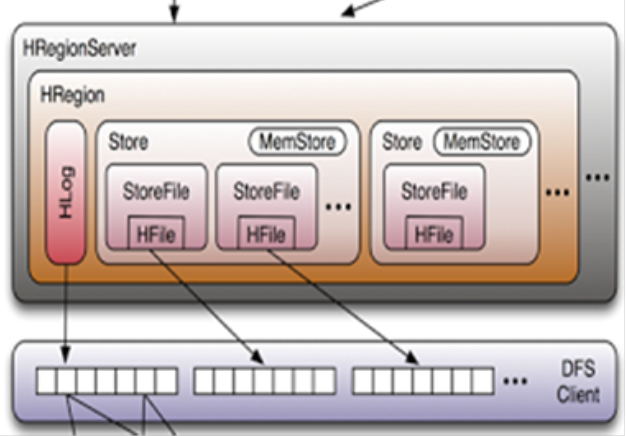 HRegionServer
HRegion
HLog
Store
MemStore
StoreFile
HFile
StoreFile
HFile
...
Store
MemStore
StoreFile
HFile
...
...
...
DFS
Client